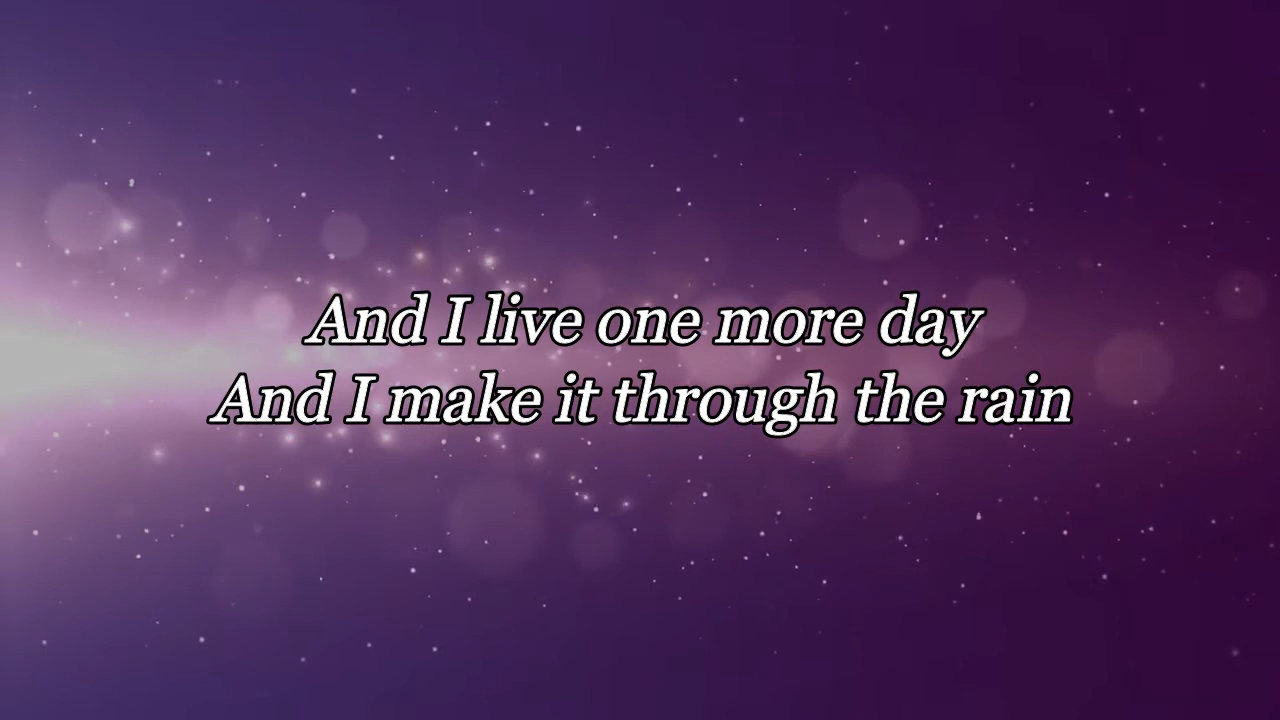 And I live one more day
And I make it through the rain